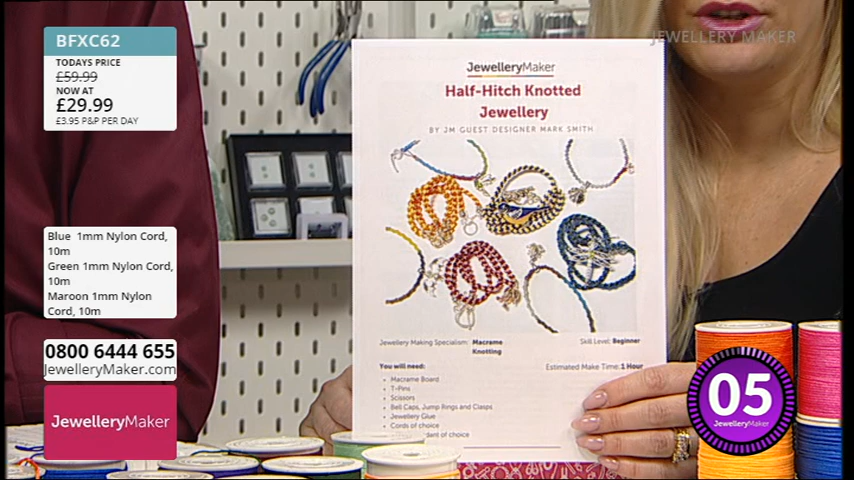 BFXC62
TODAYS PRICE
£59.99
NOW AT
£29.99
£3.95 P&P PER DAY
Blue 1mm Nylon Cord,
10m
Green 1mm Nylon Cord,
10m
Maroon 1mm Nylon
Cord, 10m
0800 6444 655
JewelleryMaker.com
JewelleryMaker
JEWELLERY MAKER
JewelleryMaker
Half-Hitch Knotted
Jewellery
BY JM GUEST DESIGNER MARK SMITH
Jewellery Making Specialism: Macrame
Knotting
Skill Level: Beginner
You will need:
Estimated Make Time: 1 Hour
• Macrame Board
• T-Pins
• Scissors
• Bell Caps, Jump Rings and Clasps
• Jewellery Glue
• Cords of choice
of choice
05
JewelleryMaker